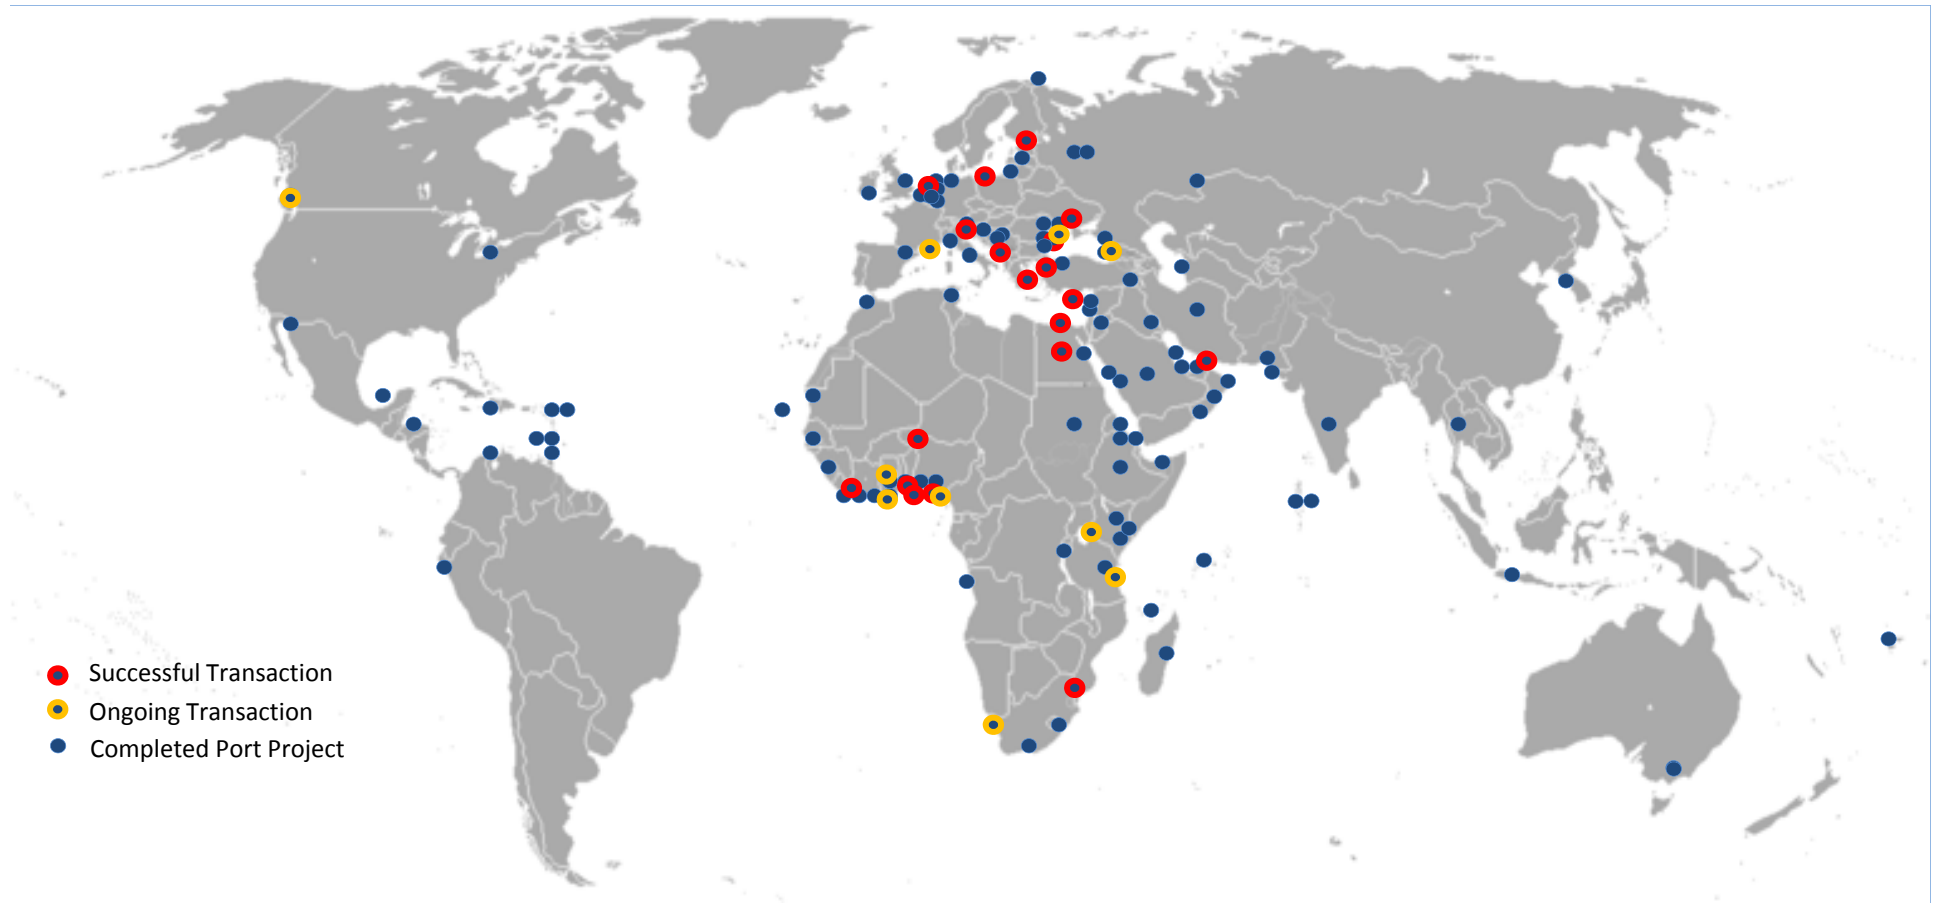 Successful Transaction
Ongoing Transaction
Completed Port Project